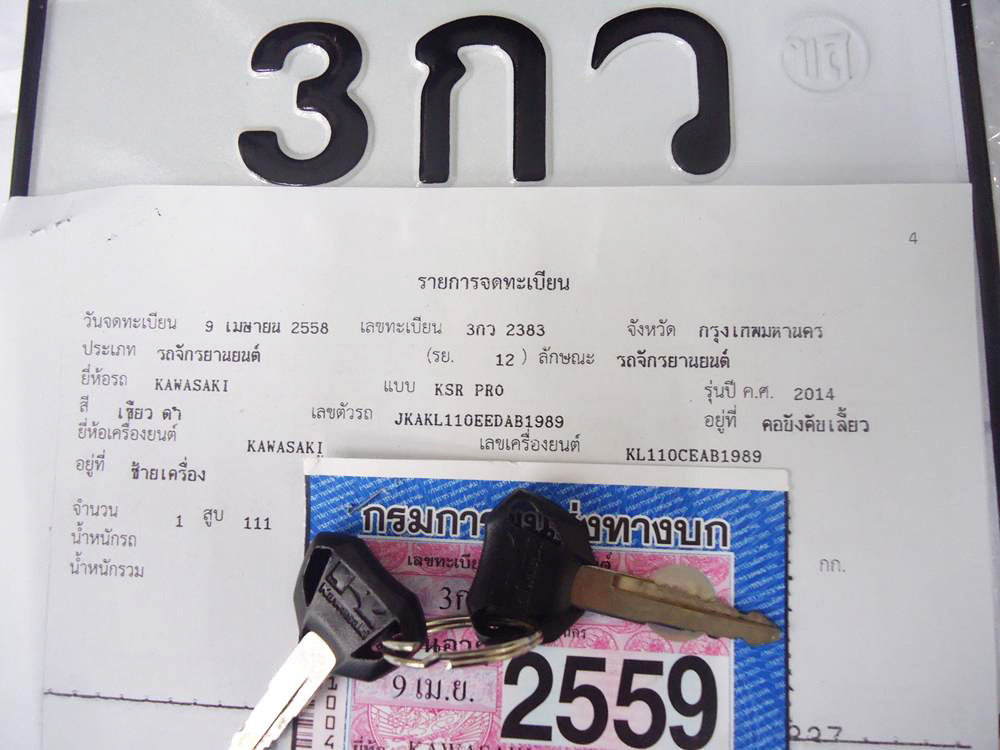 3กว
ขส
4
รายการจดทะเบียน
วันจดทะเบียน 9 เมษายน 2558 เลขทะเบียน 3กว 2383 จังหวัด กรุงเทพมหานคร
ประเภท รถจักรยานยนต์ (รย. 12) ลักษณะ รถจักรยานยนต์
ยี่ห้อรถ KAWASAKI แบบ KSR PRO รุ่นปี ค.ศ. 2014
สี เขียว ดำ เลขตัวรถ JKAKL110EEDAB1989 อยู่ที่ คอบังคับเลี้ยว
ยี่ห้อเครื่องยนต์ KAWASAKI เลขเครื่องยนต์ KL110CEAB1989
อยู่ที่ ซ้ายเครื่อง
จำนวน 1 สูบ 111
น้ำหนักรถ
น้ำหนักรวม กก.
กรมการ ทางบก
9 เม.ย. 2559
KAWASAKI